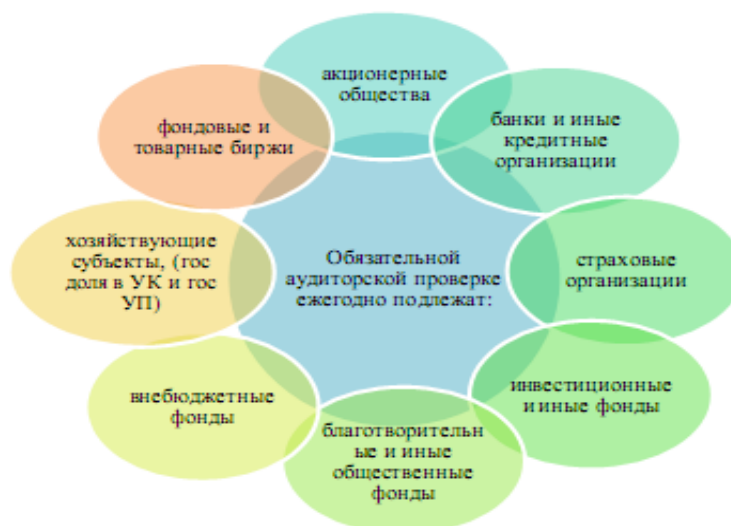 акционерные
общества
банки и иные
кредитные
организации
страховые
организации
инвестиционные
и иные фонды
благотворительн
ые и иные
общественные
фонды
внебюджетные
фонды
хозяйствующие
субъекты, (гос
доля в УК и гос
УП)
фондовые и
товарные биржи
Обязательной
аудиторской проверке
ежегодно подлежат: